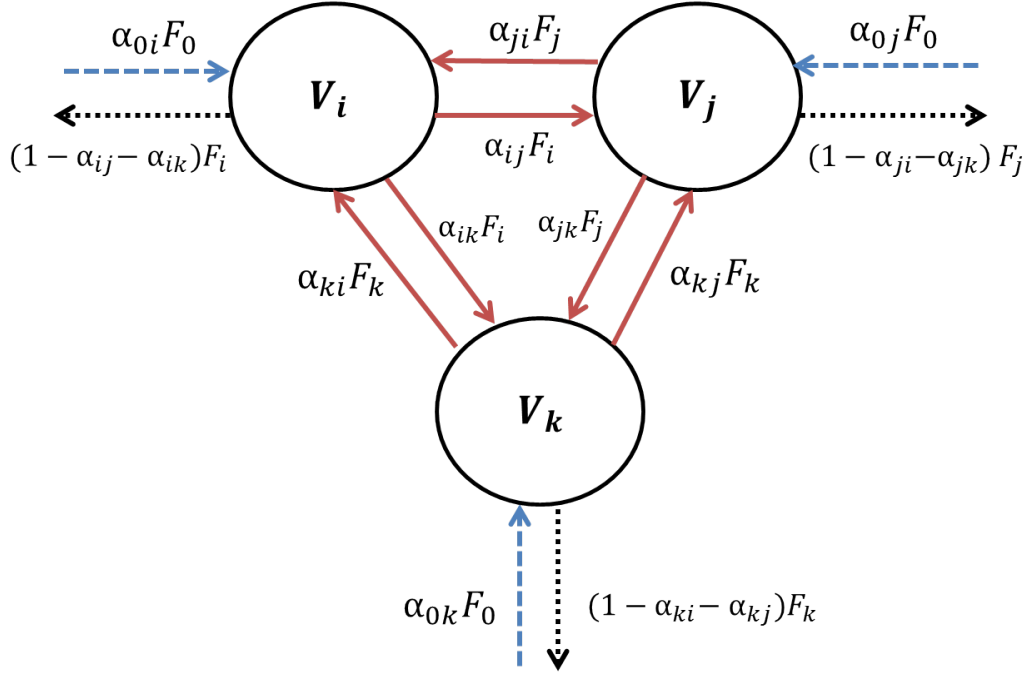 α₀ᵢF₀
αⱼᵢFⱼ
α₀ⱼF₀
Vᵢ
Vⱼ
(1 − αᵢⱼ− αᵢₖ)Fᵢ
αᵢⱼFᵢ
(1 − αⱼᵢ−αⱼₖ) Fⱼ
αᵢₖFᵢ
αⱼₖFⱼ
αₖᵢFₖ
αₖⱼFₖ
Vₖ
α₀ₖF₀
(1 − αₖᵢ− αₖⱼ)Fₖ